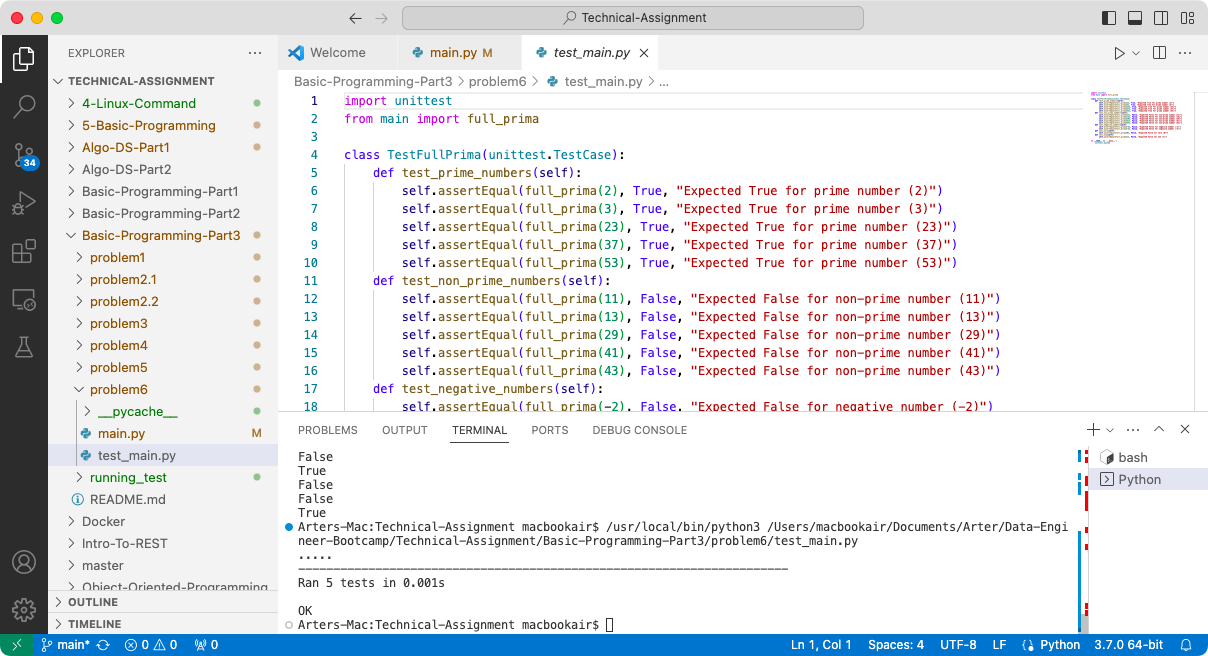 Technical-Assignment
EXPLORER
TECHNICAL-ASSIGNMENT
4-Linux-Command
5-Basic-Programming
Algo-DS-Part1
Algo-DS-Part2
Basic-Programming-Part1
Basic-Programming-Part2
Basic-Programming-Part3
problem1
problem2.1
problem2.2
problem3
problem4
problem5
problem6
__pycache__
main.py M
test_main.py
running_test
README.md
Docker
Intro-To-REST
master
Object-Oriented-Programming
OUTLINE
TIMELINE
34
Welcome
main.py M
test_main.py
Basic-Programming-Part3 > problem6 > test_main.py > ...
1 import unittest
2 from main import full_prima
3
4 class TestFullPrima(unittest.TestCase):
5 def test_prime_numbers(self):
6 self.assertEqual(full_prima(2), True, "Expected True for prime number (2)")
7 self.assertEqual(full_prima(3), True, "Expected True for prime number (3)")
8 self.assertEqual(full_prima(23), True, "Expected True for prime number (23)")
9 self.assertEqual(full_prima(37), True, "Expected True for prime number (37)")
10 self.assertEqual(full_prima(53), True, "Expected True for prime number (53)")
11 def test_non_prime_numbers(self):
12 self.assertEqual(full_prima(11), False, "Expected False for non-prime number (11)")
13 self.assertEqual(full_prima(13), False, "Expected False for non-prime number (13)")
14 self.assertEqual(full_prima(29), False, "Expected False for non-prime number (29)")
15 self.assertEqual(full_prima(41), False, "Expected False for non-prime number (41)")
16 self.assertEqual(full_prima(43), False, "Expected False for non-prime number (43)")
17 def test_negative_numbers(self):
18 self.assertEqual(full_prima(-2), False, "Expected False for negative number (-2)")
PROBLEMS OUTPUT TERMINAL PORTS DEBUG CONSOLE
False
True
False
False
True
Arters-Mac:Technical-Assignment macbookair$ /usr/local/bin/python3 /Users/macbookair/Documents/Arter/Data-Engi
neer-Bootcamp/Technical-Assignment/Basic-Programming-Part3/problem6/test_main.py
.....
----------------------------------------------------------------------
Ran 5 tests in 0.001s
OK
Arters-Mac:Technical-Assignment macbookair$
bash
Python
main* 0 0 0 Ln 1, Col 1 Spaces: 4 UTF-8 LF Python 3.7.0 64-bit